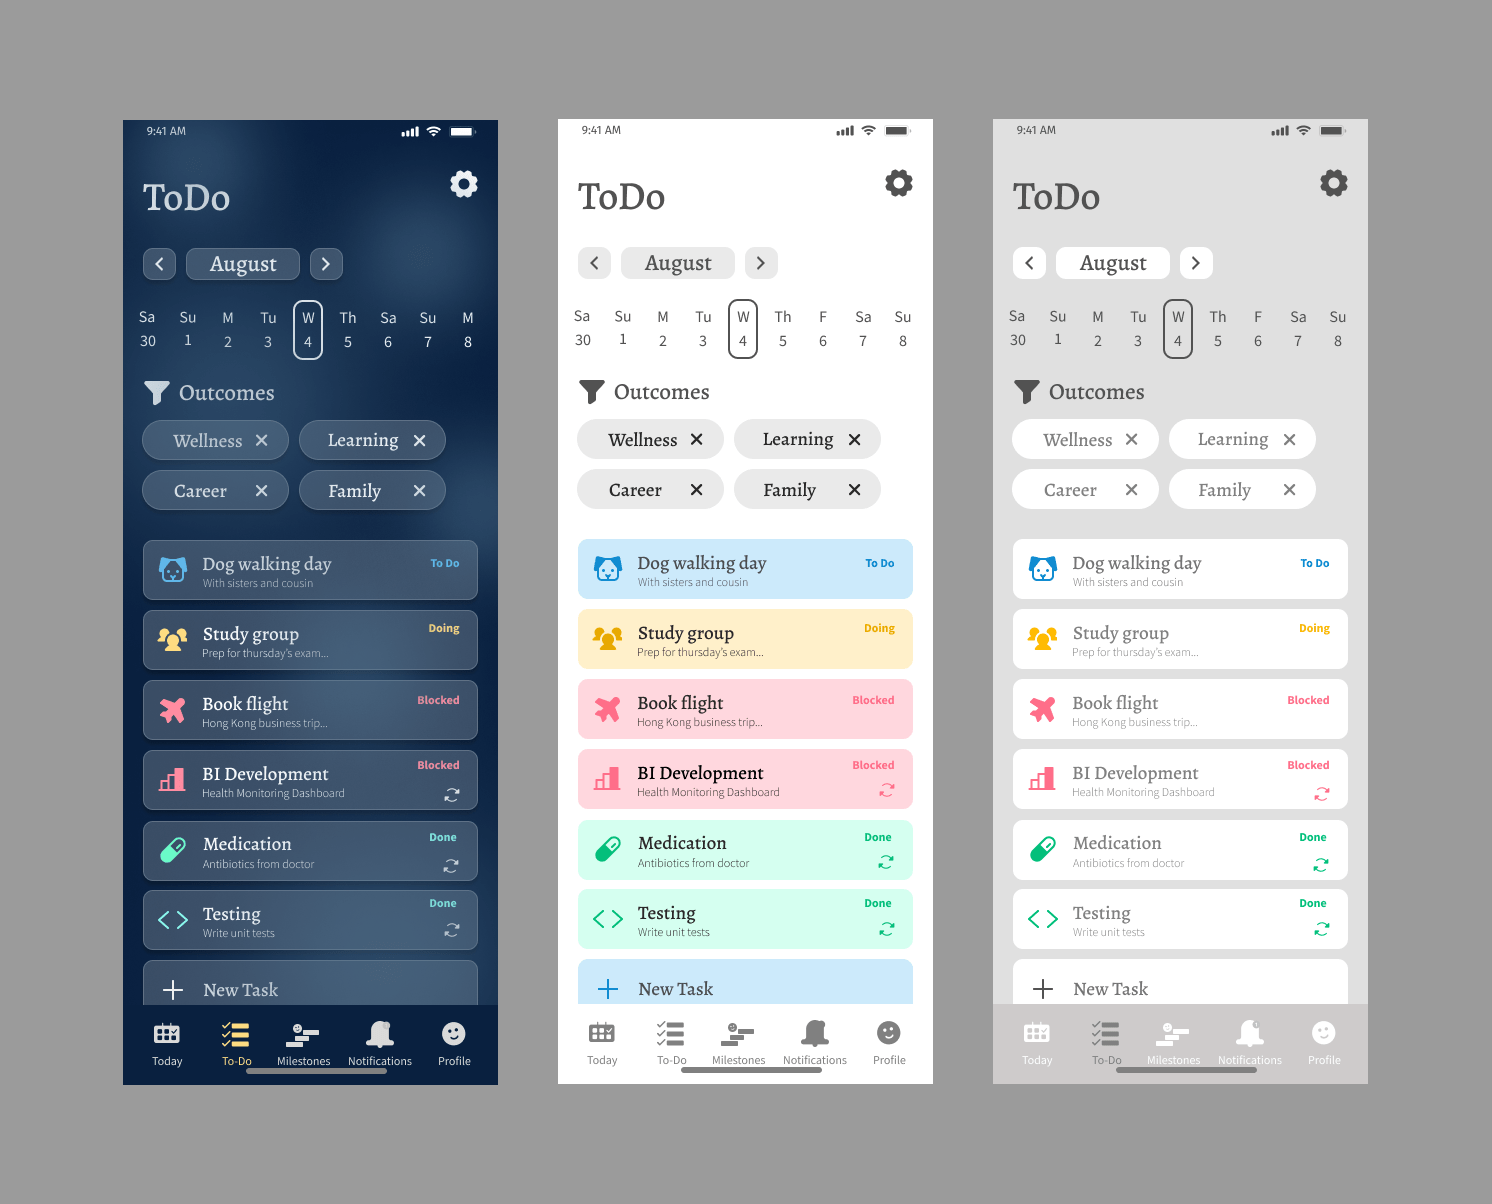 9:41 AM
ToDo
August
Sa Su M Tu W Th Sa Su M
30 1 2 3 4 5 6 7 8
Outcomes
Wellness
Learning
Career
Family
Dog walking day
To Do
With sisters and cousin
Study group
Doing
Prep for thursday's exam...
Book flight
Blocked
Hong Kong business trip...
BI Development
Blocked
Health Monitoring Dashboard
Medication
Done
Antibiotics from doctor
Testing
Done
Write unit tests
New Task
Today To-Do Milestones Notifications Profile
9:41 AM
ToDo
August
Sa Su M Tu W Th F Sa Su
30 1 2 3 4 5 6 7 8
Outcomes
Wellness
Learning
Career
Family
Dog walking day
To Do
With sisters and cousin
Study group
Doing
Prep for thursday's exam...
Book flight
Blocked
Hong Kong business trip...
BI Development
Blocked
Health Monitoring Dashboard
Medication
Done
Antibiotics from doctor
Testing
Done
Write unit tests
New Task
Today To-Do Milestones Notifications Profile
9:41 AM
ToDo
August
Sa Su M Tu W Th F Sa Su
30 1 2 3 4 5 6 7 8
Outcomes
Wellness
Learning
Career
Family
Dog walking day
To Do
With sisters and cousin
Study group
Doing
Prep for thursday's exam...
Book flight
Blocked
Hong Kong business trip...
BI Development
Blocked
Health Monitoring Dashboard
Medication
Done
Antibiotics from doctor
Testing
Done
Write unit tests
New Task
Today To-Do Milestones Notifications Profile